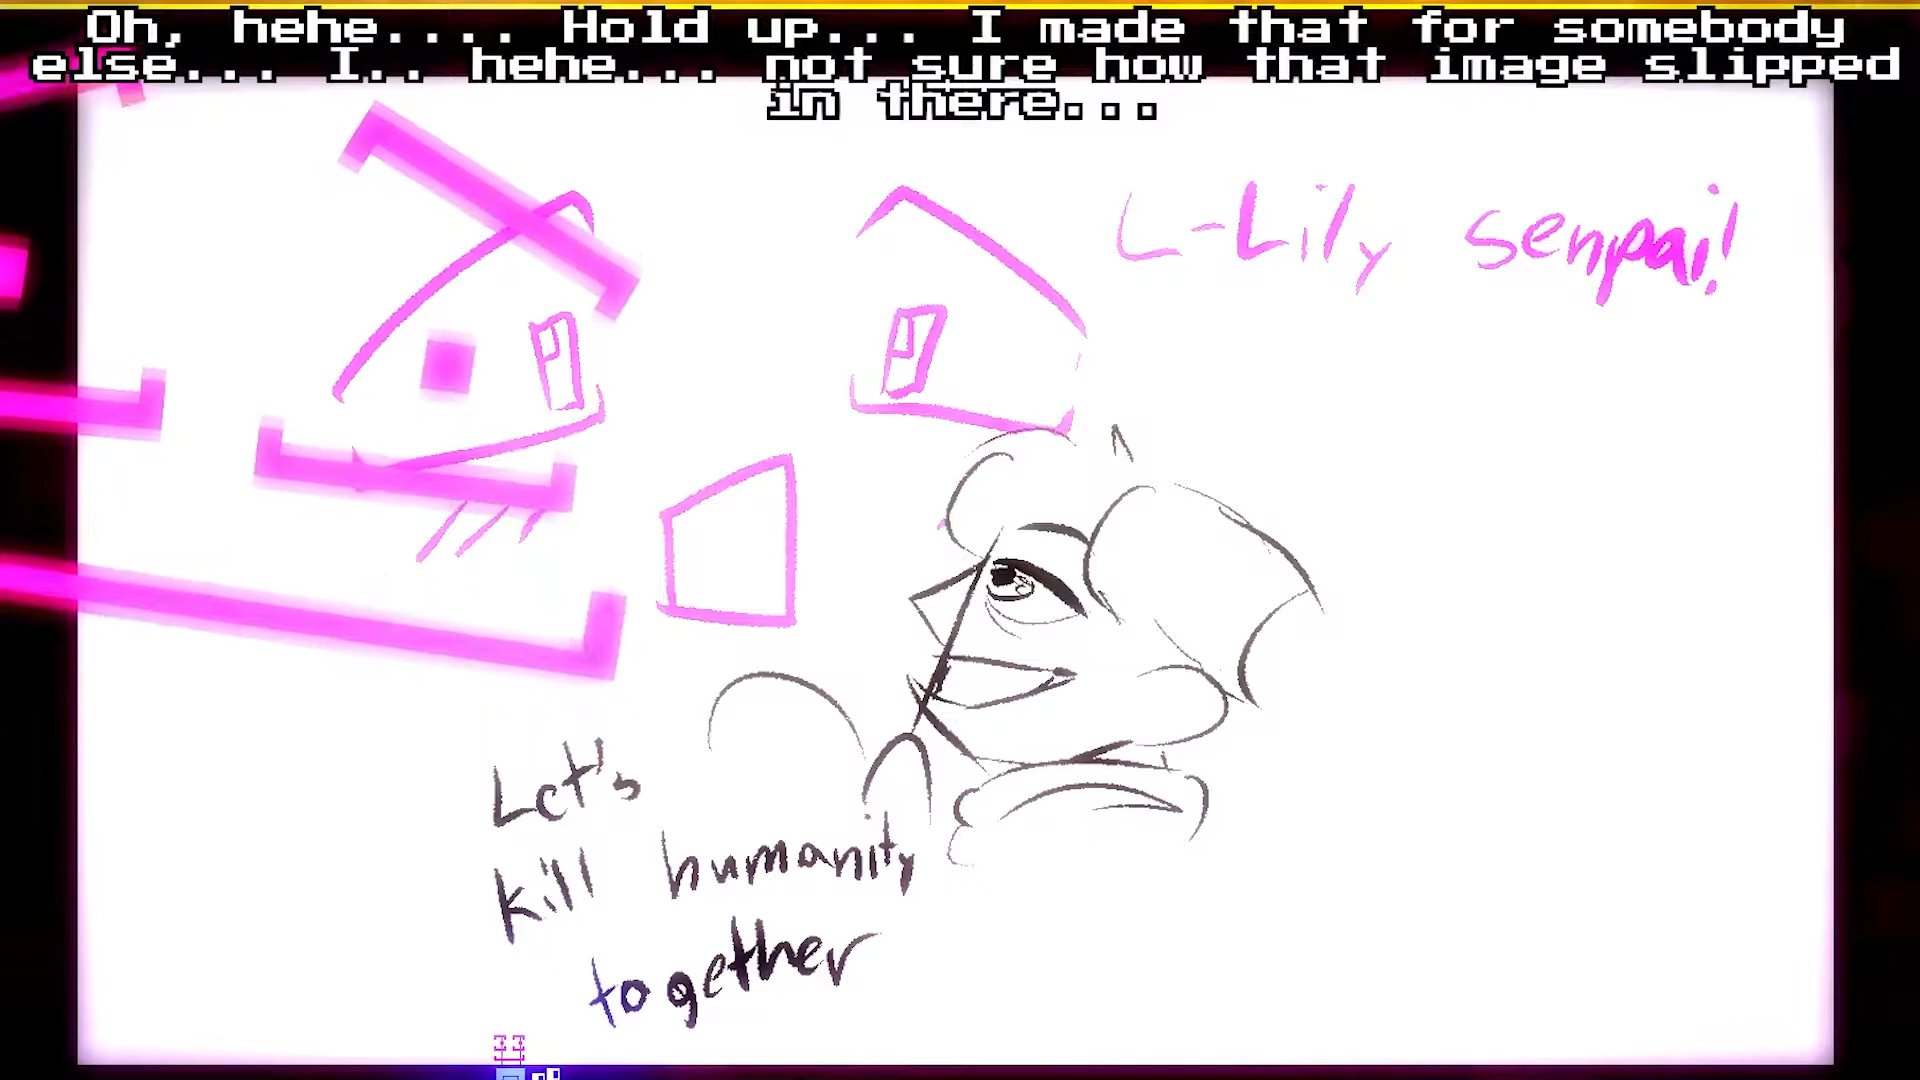 Oh, hehe.... Hold up... I made that for somebody
else... I.. hehe... not sure how that image slipped
in there...
L-Lily senpai!
Let's
kill humanity
together